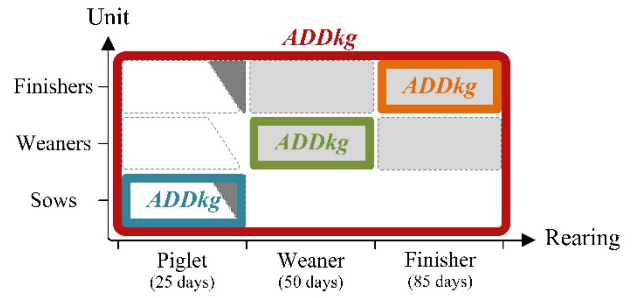 Unit
ADDkg
Finishers
ADDkg
Weaners
ADDkg
Sows
ADDkg
Rearing
Piglet Weaner Finisher
(25 days) (50 days) (85 days)